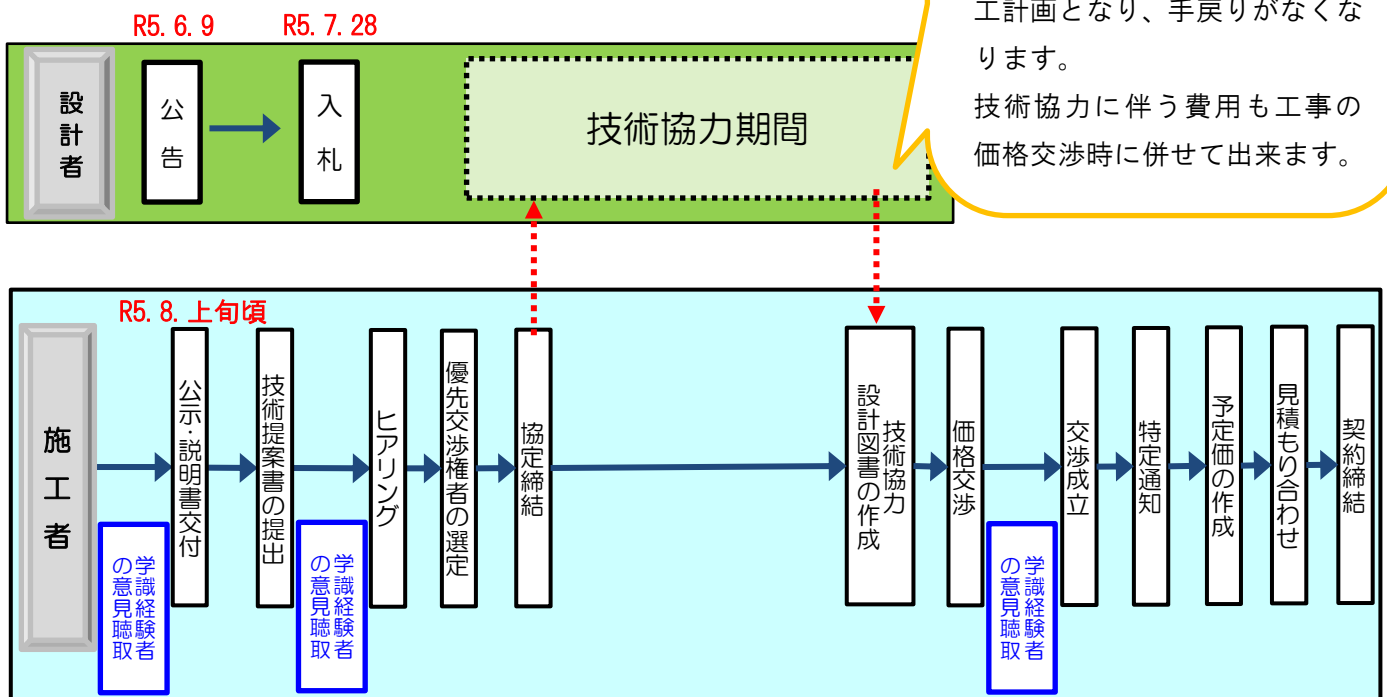 R5.6.9
R5.7.28
工計画となり、手戻りがなくな
ります。
技術協力に伴う費用も工事の
価格交渉時に併せて出来ます。
設計者
公告
入札
技術協力期間
R5.8.上旬頃
施工者
学識経験者
の意見聴取
公示・説明書交付
技術提案書の提出
学識経験者
の意見聴取
ヒアリング
優先交渉権者の選定
協定締結
技術協力
設計図書の作成
価格交渉
学識経験者
の意見聴取
交渉成立
特定通知
予定価の作成
見積もり合わせ
契約締結